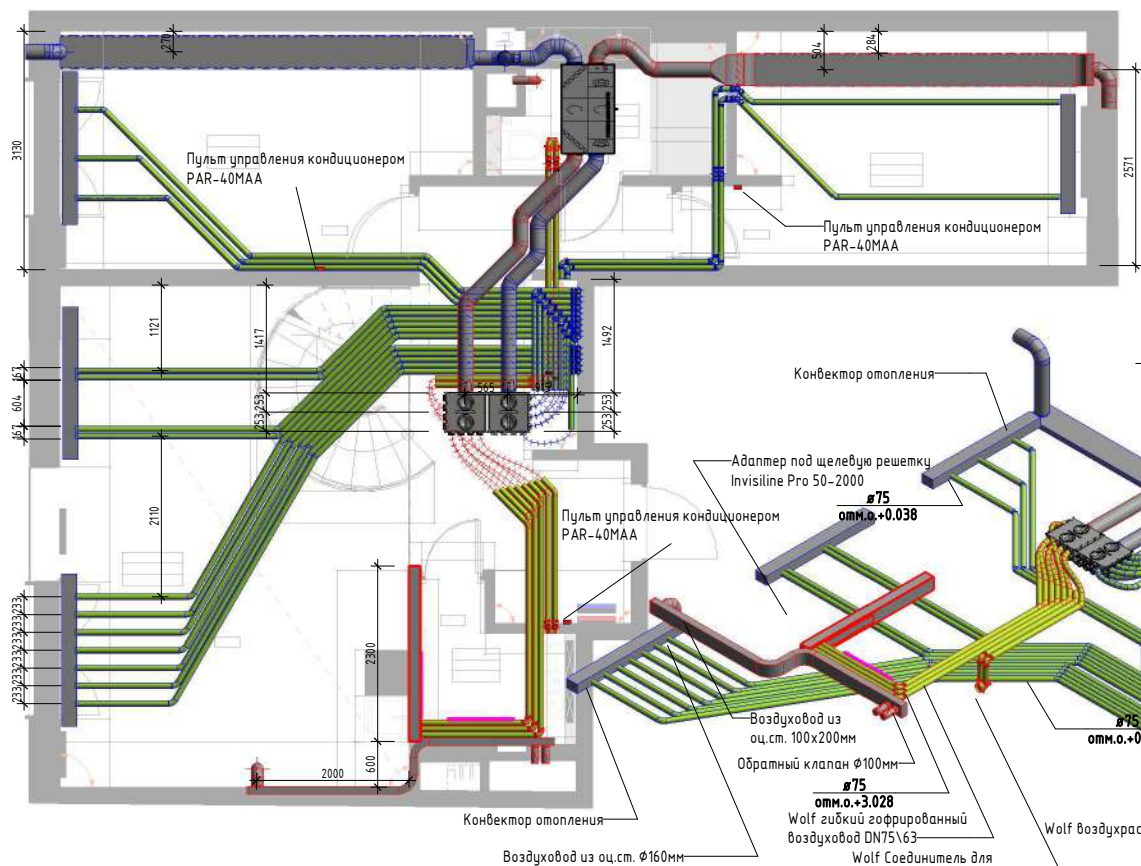 270
504
284
3130
2571
Пульт управления кондиционером
PAR-40MAA
Пульт управления кондиционером
PAR-40MAA
1121
1417
1492
167
604
167
253
253
565
915
253
253
2110
Конвектор отопления
Адаптер под щелевую решетку
Invisiline Pro 50-2000
ø75
отм.о.+0.038
Пульт управления кондиционером
PAR-40MAA
233
233
233
233
233
233
2300
600
2000
Воздуховод из
оц.ст. 100х200мм
Обратный клапан Ф100мм
ø75
отм.о.+3.028
ø75
отм.о.+0
Конвектор отопления
Wolf гибкий гофрированный
воздуховод DN75\63
Wolf воздухрас
Воздуховод из оц.ст. Ф160мм
Wolf Соединитель для